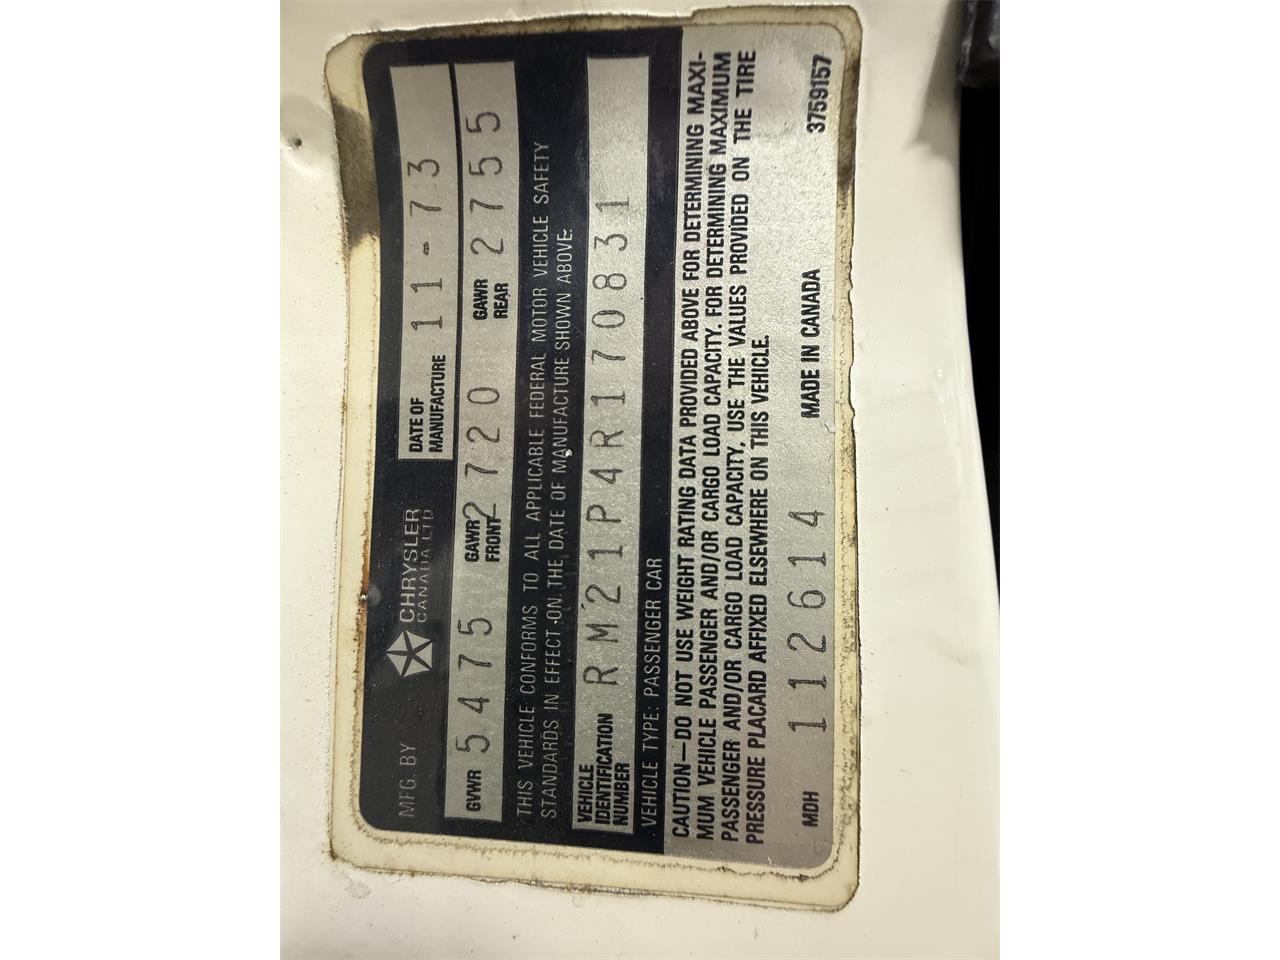 MFG. BY CHRYSLER
CANADA LTD
DATE OF
MANUFACTURE
11-73
GVWR 5475 GAWR
FRONT 2720 GAWR
REAR 2755
THIS VEHICLE CONFORMS TO ALL APPLICABLE FEDERAL MOTOR VEHICLE SAFETY
STANDARDS IN EFFECT ON THE DATE OF MANUFACTURE SHOWN ABOVE.
VEHICLE
IDENTIFICATION
NUMBER
RM21P4R170831
VEHICLE TYPE: PASSENGER CAR
CAUTION—DO NOT USE WEIGHT RATING DATA PROVIDED ABOVE FOR DETERMINING MAXI-
MUM VEHICLE PASSENGER AND/OR CARGO LOAD CAPACITY. FOR DETERMINING MAXIMUM
PASSENGER AND/OR CARGO LOAD CAPACITY, USE THE VALUES PROVIDED ON THE TIRE
PRESSURE PLACARD AFFIXED ELSEWHERE ON THIS VEHICLE.
MDH 112614 MADE IN CANADA 3759157